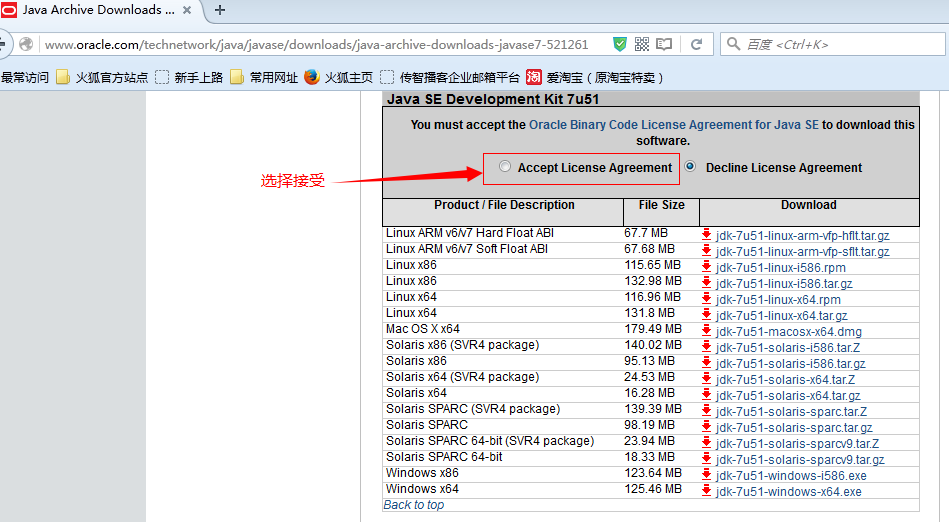 Java Archive Downloads ...
www.oracle.com/technetwork/java/javase/downloads/java-archive-downloads-javase7-521261
百度 <Ctrl+K>
最常访问 火狐官方站点 新手上路 常用网址 火狐主页 传智播客企业邮箱平台 爱淘宝（原淘宝特卖）
Java SE Development Kit 7u51
You must accept the Oracle Binary Code License Agreement for Java SE to download this
software.
选择接受 Accept License Agreement Decline License Agreement
Product / File Description File Size Download
Linux ARM v6/v7 Hard Float ABI 67.7 MB jdk-7u51-linux-arm-vfp-hflt.tar.gz
Linux ARM v6/v7 Soft Float ABI 67.68 MB jdk-7u51-linux-arm-vfp-sflt.tar.gz
Linux x86 115.65 MB jdk-7u51-linux-i586.rpm
Linux x86 132.98 MB jdk-7u51-linux-i586.tar.gz
Linux x64 116.96 MB jdk-7u51-linux-x64.rpm
Linux x64 131.8 MB jdk-7u51-linux-x64.tar.gz
Mac OS X x64 179.49 MB jdk-7u51-macosx-x64.dmg
Solaris x86 (SVR4 package) 140.02 MB jdk-7u51-solaris-i586.tar.Z
Solaris x86 95.13 MB jdk-7u51-solaris-i586.tar.gz
Solaris x64 (SVR4 package) 24.53 MB jdk-7u51-solaris-x64.tar.Z
Solaris x64 16.28 MB jdk-7u51-solaris-x64.tar.gz
Solaris SPARC (SVR4 package) 139.39 MB jdk-7u51-solaris-sparc.tar.Z
Solaris SPARC 98.19 MB jdk-7u51-solaris-sparc.tar.gz
Solaris SPARC 64-bit (SVR4 package) 23.94 MB jdk-7u51-solaris-sparcv9.tar.Z
Solaris SPARC 64-bit 18.33 MB jdk-7u51-solaris-sparcv9.tar.gz
Windows x86 123.64 MB jdk-7u51-windows-i586.exe
Windows x64 125.46 MB jdk-7u51-windows-x64.exe
Back to top